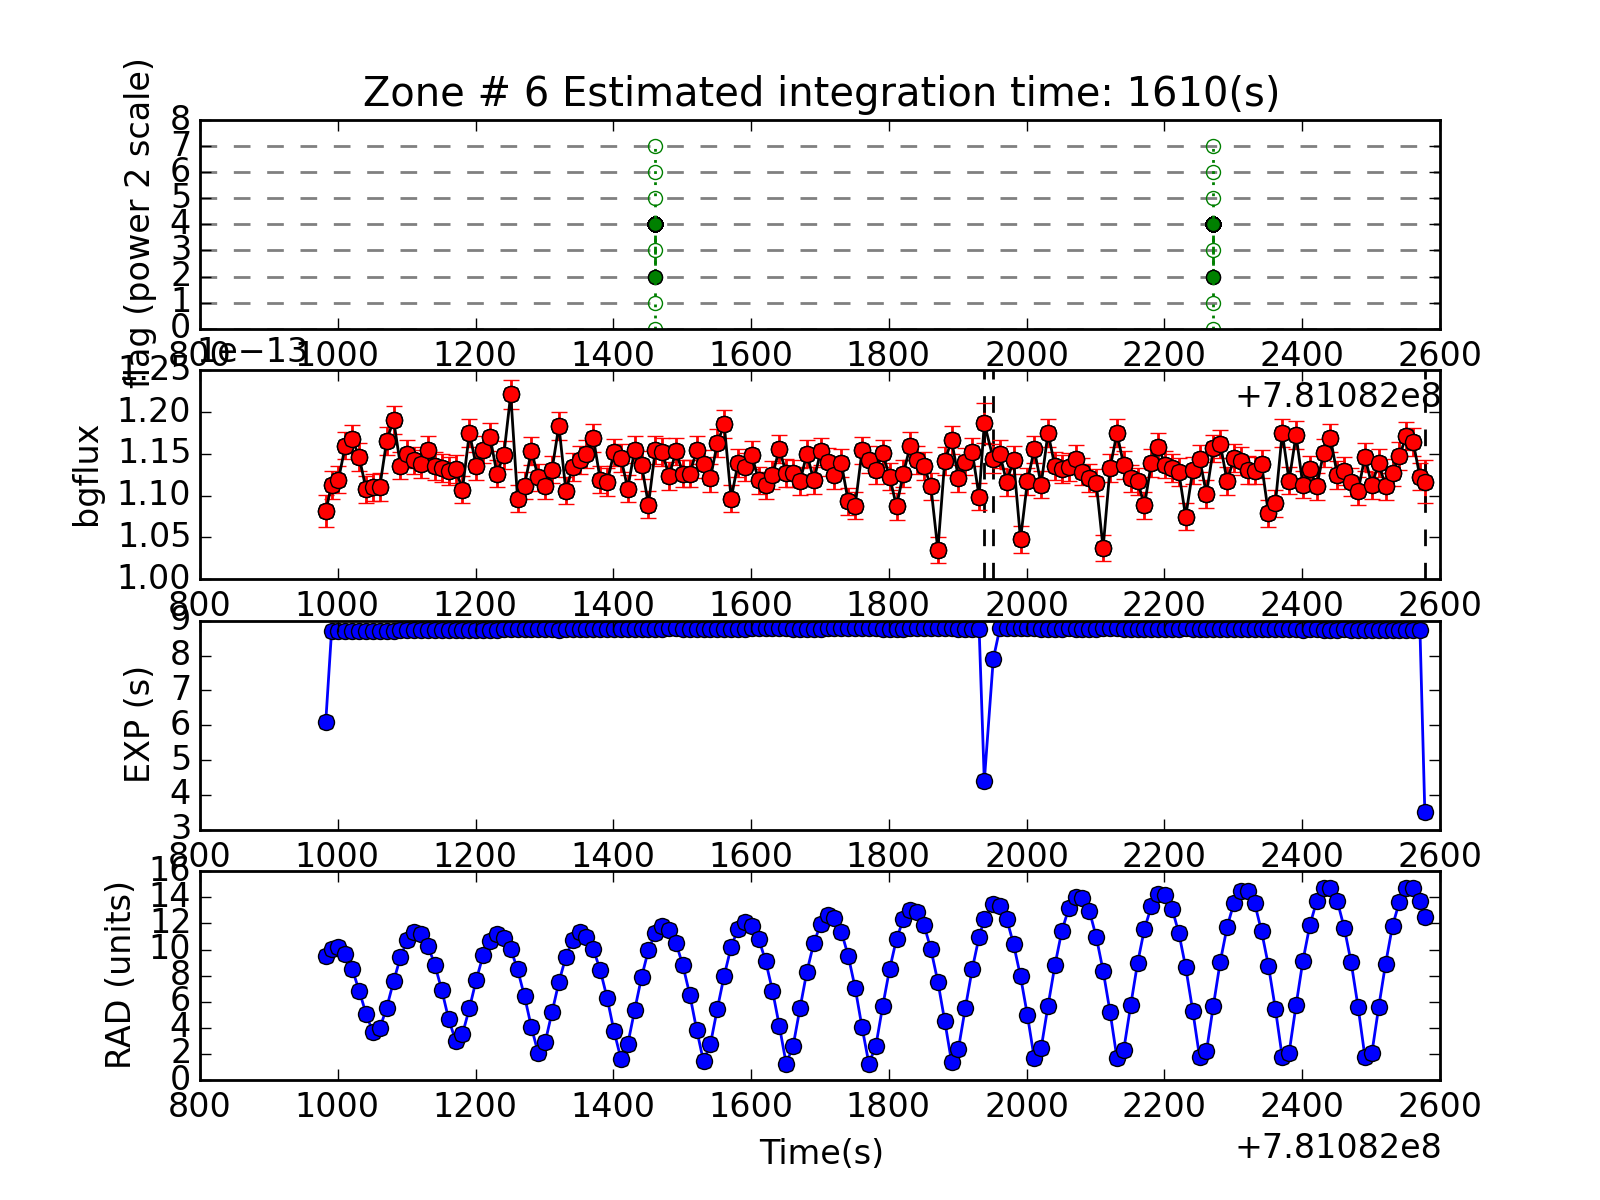 Zone # 6 Estimated integration time: 1610(s)
flag (power 2 scale)
8
7
6
5
4
3
2
1
0
800 1000 1200 1400 1600 1800 2000 2200 2400 2600
1e−13
+7.81082e8
bgflux
1.25
1.20
1.15
1.10
1.05
1.00
800 1000 1200 1400 1600 1800 2000 2200 2400 2600
EXP (s)
9
8
7
6
5
4
3
800 1000 1200 1400 1600 1800 2000 2200 2400 2600
RAD (units)
16
14
12
10
8
6
4
2
0
800 1000 1200 1400 1600 1800 2000 2200 2400 2600
Time(s)
+7.81082e8